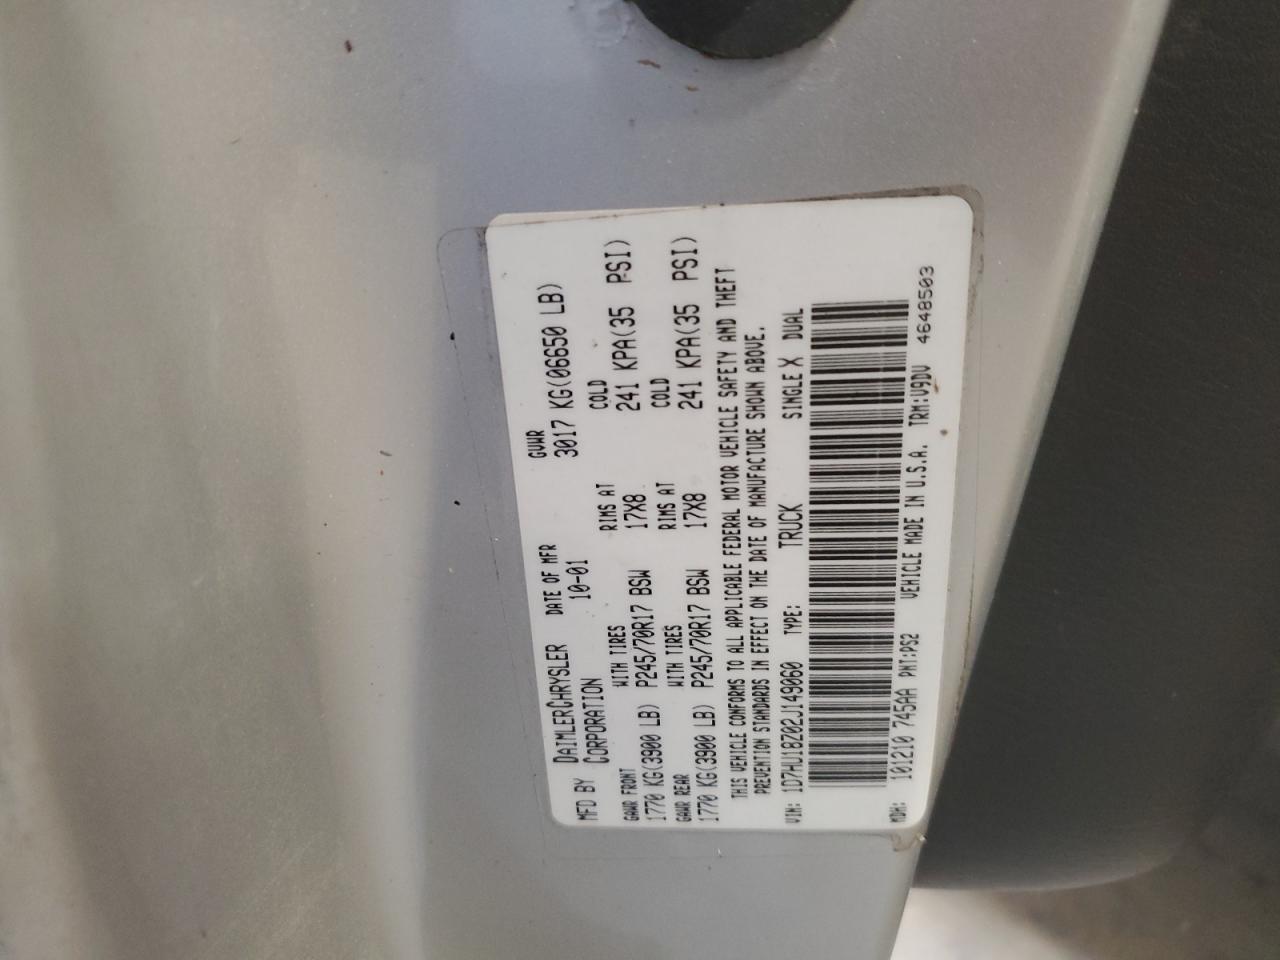 MFD BY DAIMLERCHRYSLER CORPORATION DATE OF MFR 10-01 GVWR 3017 KG(06650 LB)
GAWR FRONT WITH TIRES RIMS AT COLD
1770 KG(3900 LB) P245/70R17 BSW 17X8 241 KPA(35 PSI)
GAWR REAR WITH TIRES RIMS AT COLD
1770 KG(3900 LB) P245/70R17 BSW 17X8 241 KPA(35 PSI)
THIS VEHICLE CONFORMS TO ALL APPLICABLE FEDERAL MOTOR VEHICLE SAFETY AND THEFT
PREVENTION STANDARDS IN EFFECT ON THE DATE OF MANUFACTURE SHOWN ABOVE.
VIN: 1D7HU18Z02J149060 TYPE: TRUCK SINGLE X DUAL
MDH: 101210 745AA PNT:PS2 VEHICLE MADE IN U.S.A. TRM:V9DV 4648503